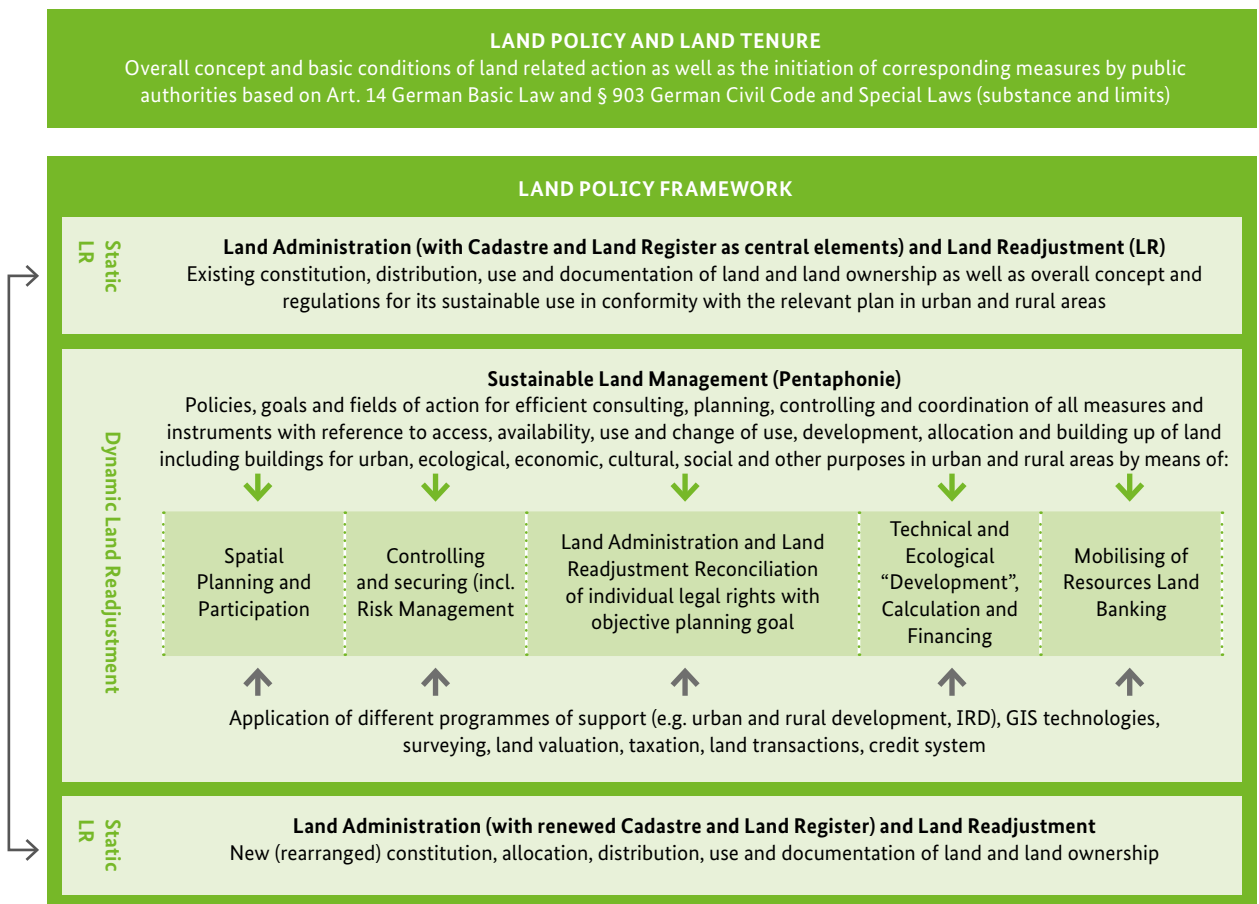 LAND POLICY AND LAND TENURE
Overall concept and basic conditions of land related action as well as the initiation of corresponding measures by public
authorities based on Art. 14 German Basic Law and § 903 German Civil Code and Special Laws (substance and limits)
LAND POLICY FRAMEWORK
Static
LR
Land Administration (with Cadastre and Land Register as central elements) and Land Readjustment (LR)
Existing constitution, distribution, use and documentation of land and land ownership as well as overall concept and
regulations for its sustainable use in conformity with the relevant plan in urban and rural areas
Dynamic Land Readjustment
Sustainable Land Management (Pentaphonie)
Policies, goals and fields of action for efficient consulting, planning, controlling and coordination of all measures and
instruments with reference to access, availability, use and change of use, development, allocation and building up of land
including buildings for urban, ecological, economic, cultural, social and other purposes in urban and rural areas by means of:
Spatial
Planning and
Participation
Controlling
and securing (incl.
Risk Management
Land Administration and Land
Readjustment Reconciliation
of individual legal rights with
objective planning goal
Technical and
Ecological
“Development”,
Calculation and
Financing
Mobilising of
Resources Land
Banking
Application of different programmes of support (e.g. urban and rural development, IRD), GIS technologies,
surveying, land valuation, taxation, land transactions, credit system
Static
LR
Land Administration (with renewed Cadastre and Land Register) and Land Readjustment
New (rearranged) constitution, allocation, distribution, use and documentation of land and land ownership